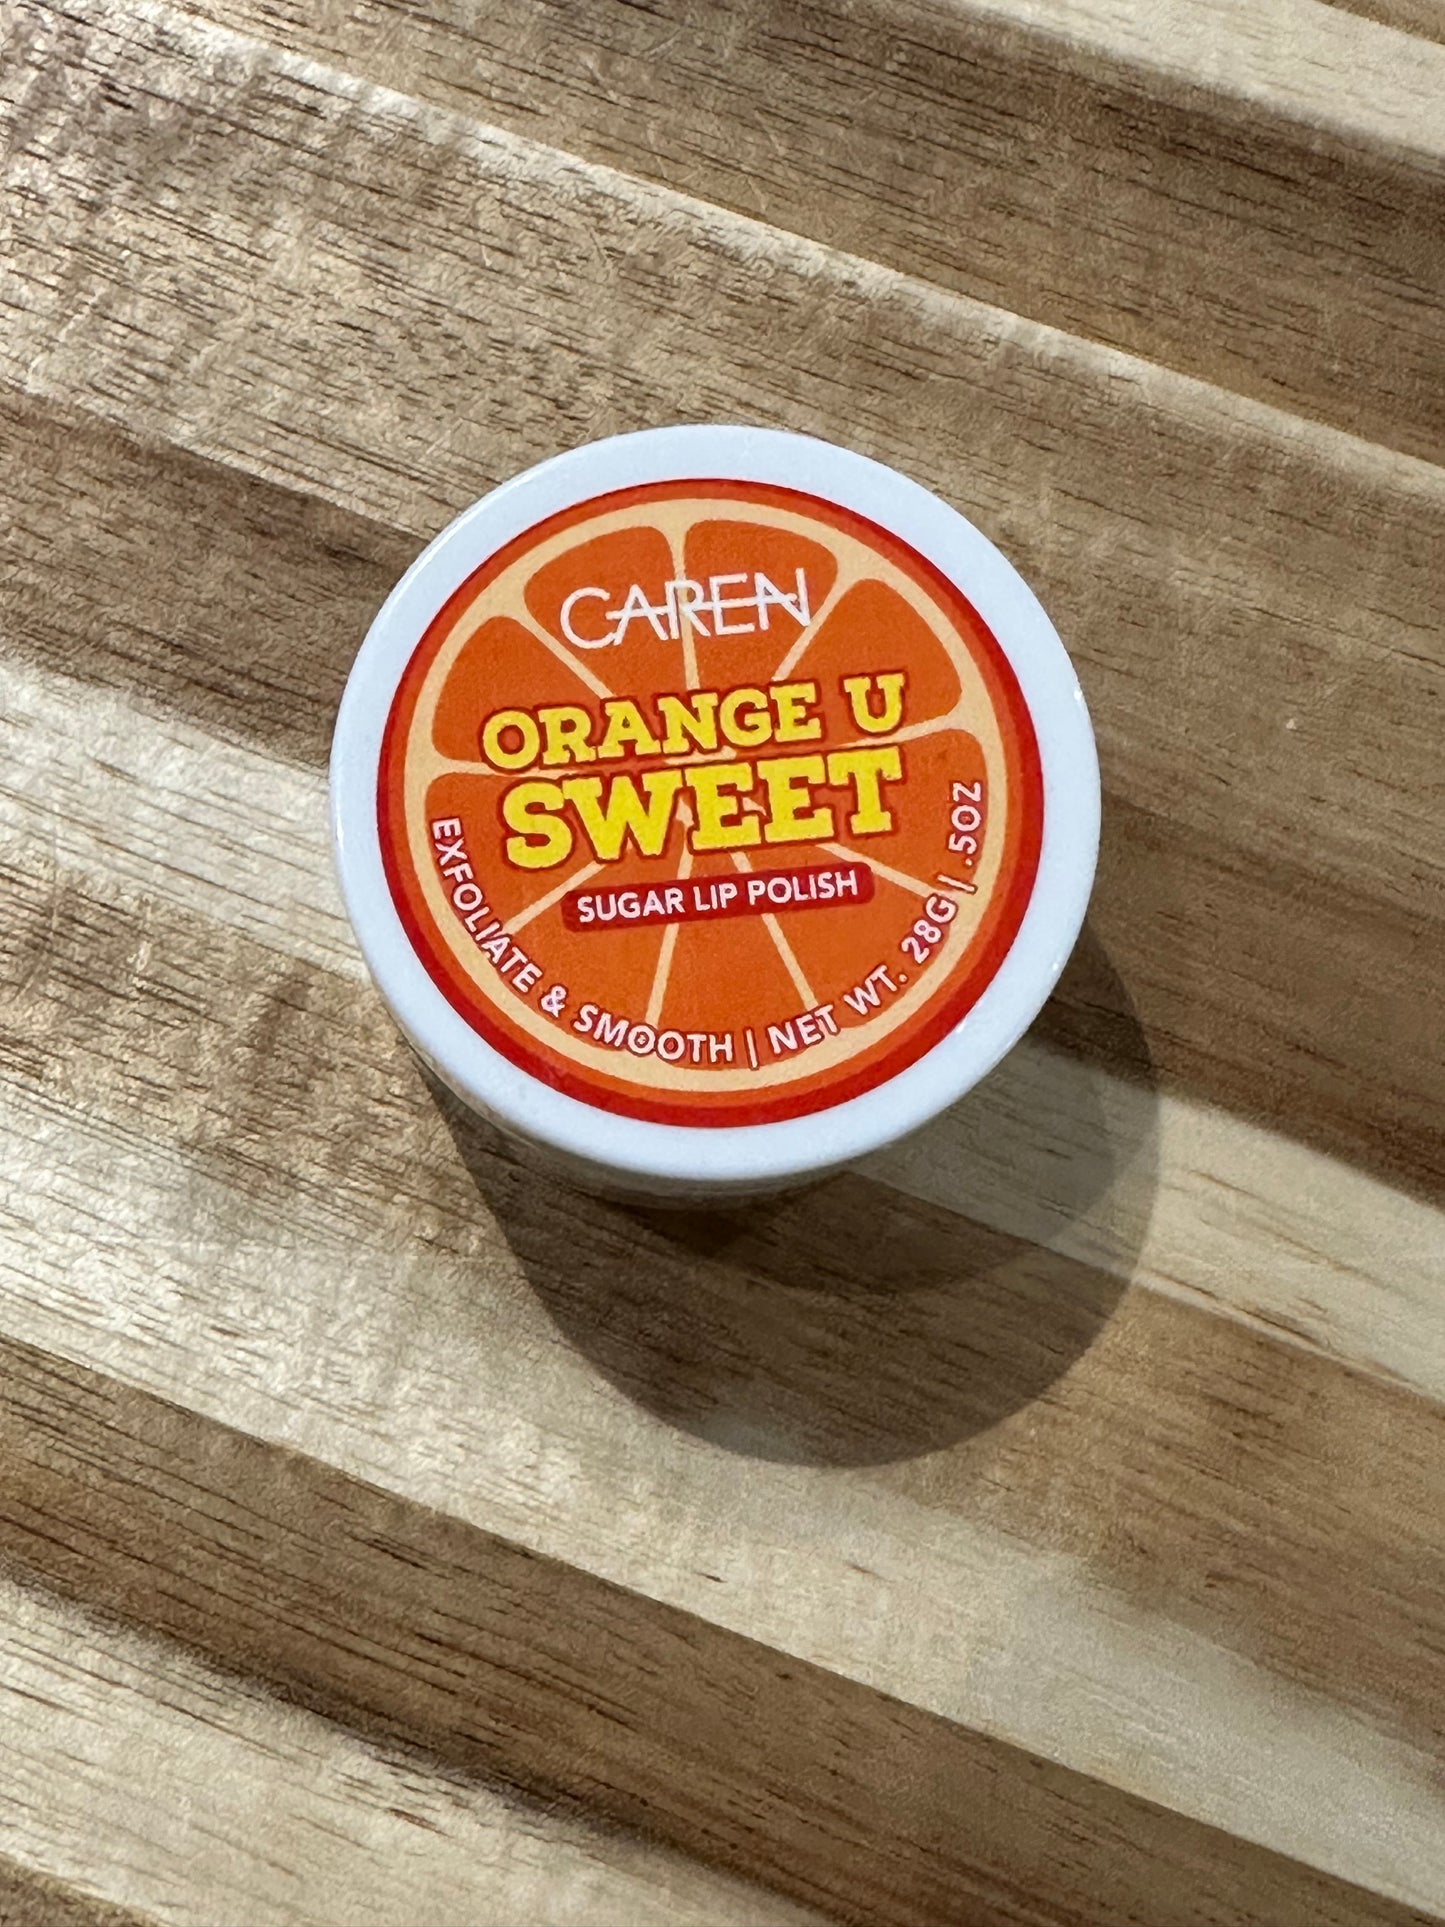 CAREN
ORANGE U
SWEET
SUGAR LIP POLISH
EXFOLIATE & SMOOTH | NET WT. 28G | .5OZ